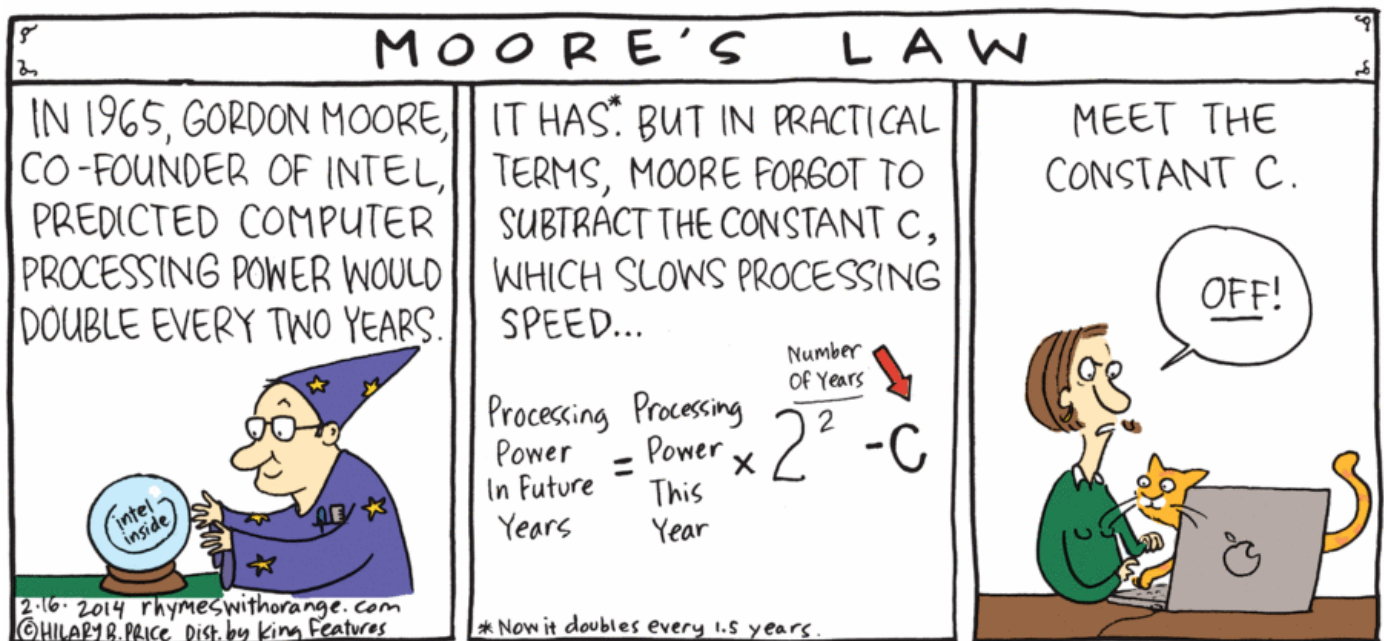 MOORE'S LAW
IN 1965, GORDON MOORE,
CO-FOUNDER OF INTEL,
PREDICTED COMPUTER
PROCESSING POWER WOULD
DOUBLE EVERY TWO YEARS.
intel
inside
2.16. 2014 rhymeswithorange.com
©HILARY B. PRICE Dist. by King Features
IT HAS*. BUT IN PRACTICAL
TERMS, MOORE FORGOT TO
SUBTRACT THE CONSTANT C,
WHICH SLOWS PROCESSING
SPEED...
Processing
Power
In Future
Years
=
Processing
Power
This
Year
x
2
Number
Of Years
2
-C
*Now it doubles every 1.5 years.
MEET THE
CONSTANT C.
OFF!